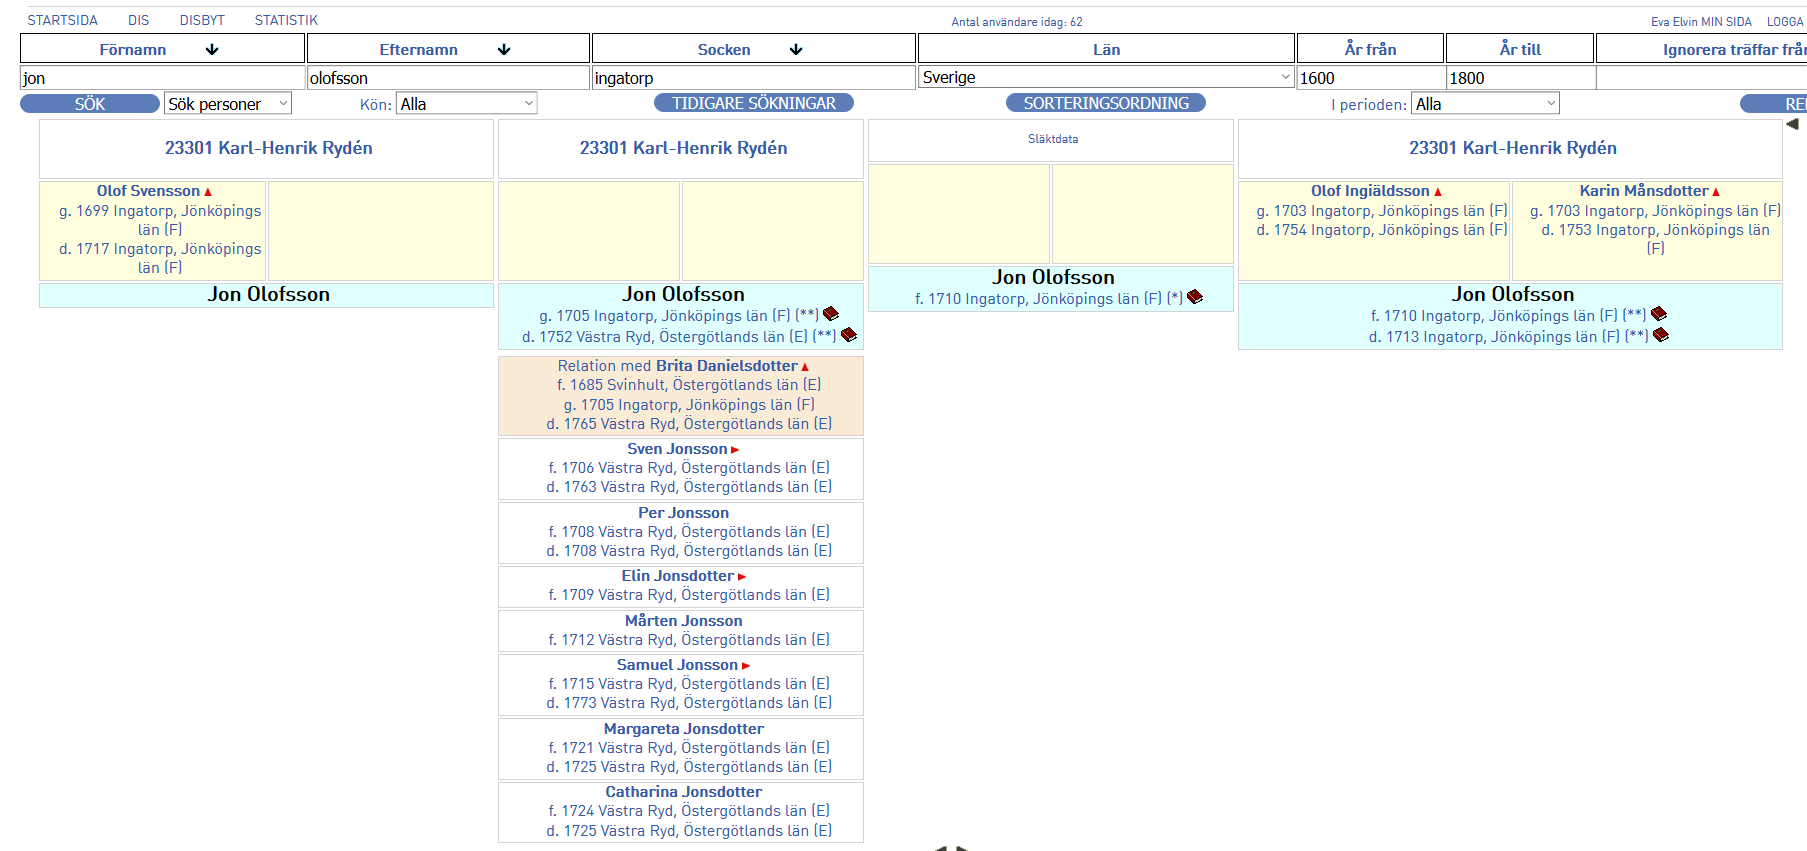 STARTSIDA DIS DISBYT STATISTIK Antal användare idag: 62 Eva Elvin MIN SIDA LOGGA
Förnamn Efternamn Socken Län År från År till Ignorera träffar från
jon olofsson ingatorp Sverige 1600 1800
SÖK Sök personer Kön: Alla TIDIGARE SÖKNINGAR SORTERINGSORDNING I perioden: Alla
23301 Karl-Henrik Rydén
Olof Svensson
g. 1699 Ingatorp, Jönköpings
län (F)
d. 1717 Ingatorp, Jönköpings
län (F)
Jon Olofsson
23301 Karl-Henrik Rydén
Jon Olofsson
g. 1705 Ingatorp, Jönköpings län (F) (**)
d. 1752 Västra Ryd, Östergötlands län (E) (**)
Relation med Brita Danielsdotter
f. 1685 Svinhult, Östergötlands län (E)
g. 1705 Ingatorp, Jönköpings län (F)
d. 1765 Västra Ryd, Östergötlands län (E)
Sven Jonsson
f. 1706 Västra Ryd, Östergötlands län (E)
d. 1763 Västra Ryd, Östergötlands län (E)
Per Jonsson
f. 1708 Västra Ryd, Östergötlands län (E)
d. 1708 Västra Ryd, Östergötlands län (E)
Elin Jonsdotter
f. 1709 Västra Ryd, Östergötlands län (E)
Mårten Jonsson
f. 1712 Västra Ryd, Östergötlands län (E)
Samuel Jonsson
f. 1715 Västra Ryd, Östergötlands län (E)
d. 1773 Västra Ryd, Östergötlands län (E)
Margareta Jonsdotter
f. 1721 Västra Ryd, Östergötlands län (E)
d. 1725 Västra Ryd, Östergötlands län (E)
Catharina Jonsdotter
f. 1724 Västra Ryd, Östergötlands län (E)
d. 1725 Västra Ryd, Östergötlands län (E)
Släktdata
Jon Olofsson
f. 1710 Ingatorp, Jönköpings län (F) (*)
23301 Karl-Henrik Rydén
Olof Ingiäldsson
g. 1703 Ingatorp, Jönköpings län (F)
d. 1754 Ingatorp, Jönköpings län (F)
Karin Månsdotter
g. 1703 Ingatorp, Jönköpings län (F)
d. 1753 Ingatorp, Jönköpings län
(F)
Jon Olofsson
f. 1710 Ingatorp, Jönköpings län (F) (**)
d. 1713 Ingatorp, Jönköpings län (F) (**)